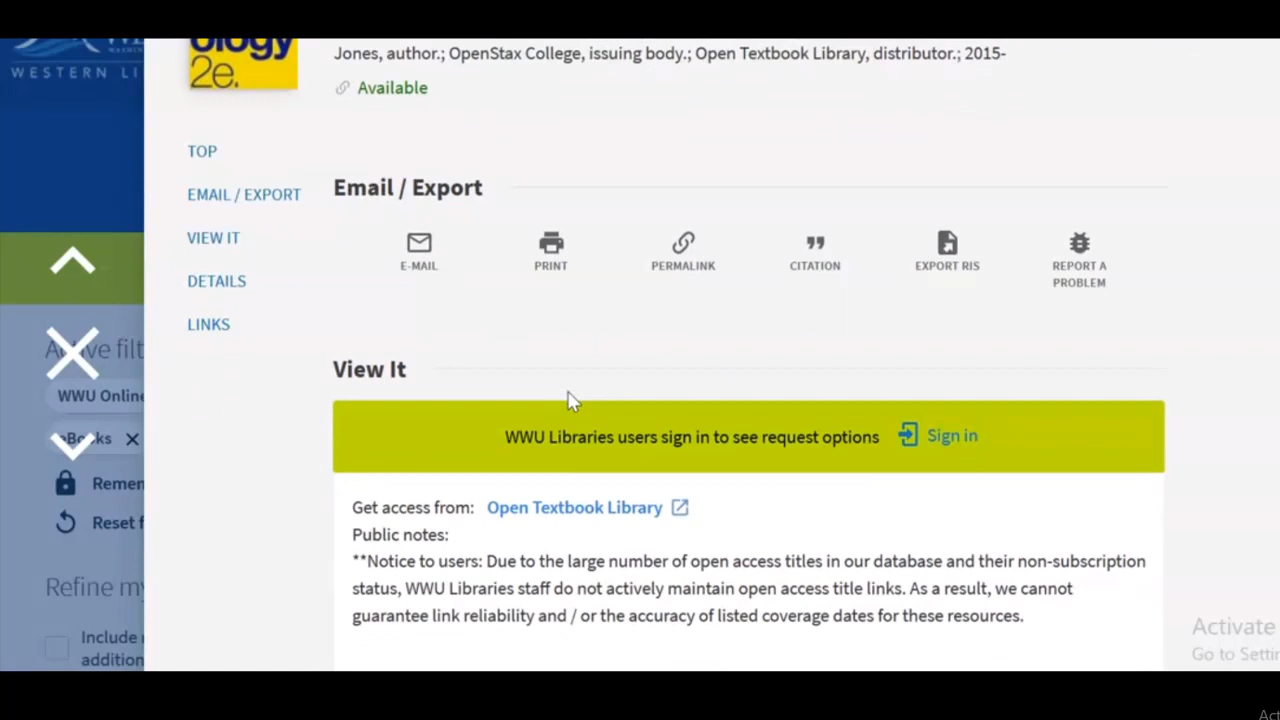 WESTERN LI
ology
2e.
Jones, author.; OpenStax College, issuing body.; Open Textbook Library, distributor.; 2015-
Available
TOP
EMAIL / EXPORT
VIEW IT
DETAILS
LINKS
Email / Export
E-MAIL
PRINT
PERMALINK
CITATION
EXPORT RIS
REPORT A
PROBLEM
View It
WWU Libraries users sign in to see request options
Sign in
Get access from: Open Textbook Library
Public notes:
**Notice to users: Due to the large number of open access titles in our database and their non-subscription
status, WWU Libraries staff do not actively maintain open access title links. As a result, we cannot
guarantee link reliability and / or the accuracy of listed coverage dates for these resources.
Active filt
WWU Online
eBooks
Remem
Reset f
Refine my
Include
addition
Activate
Go to Settin